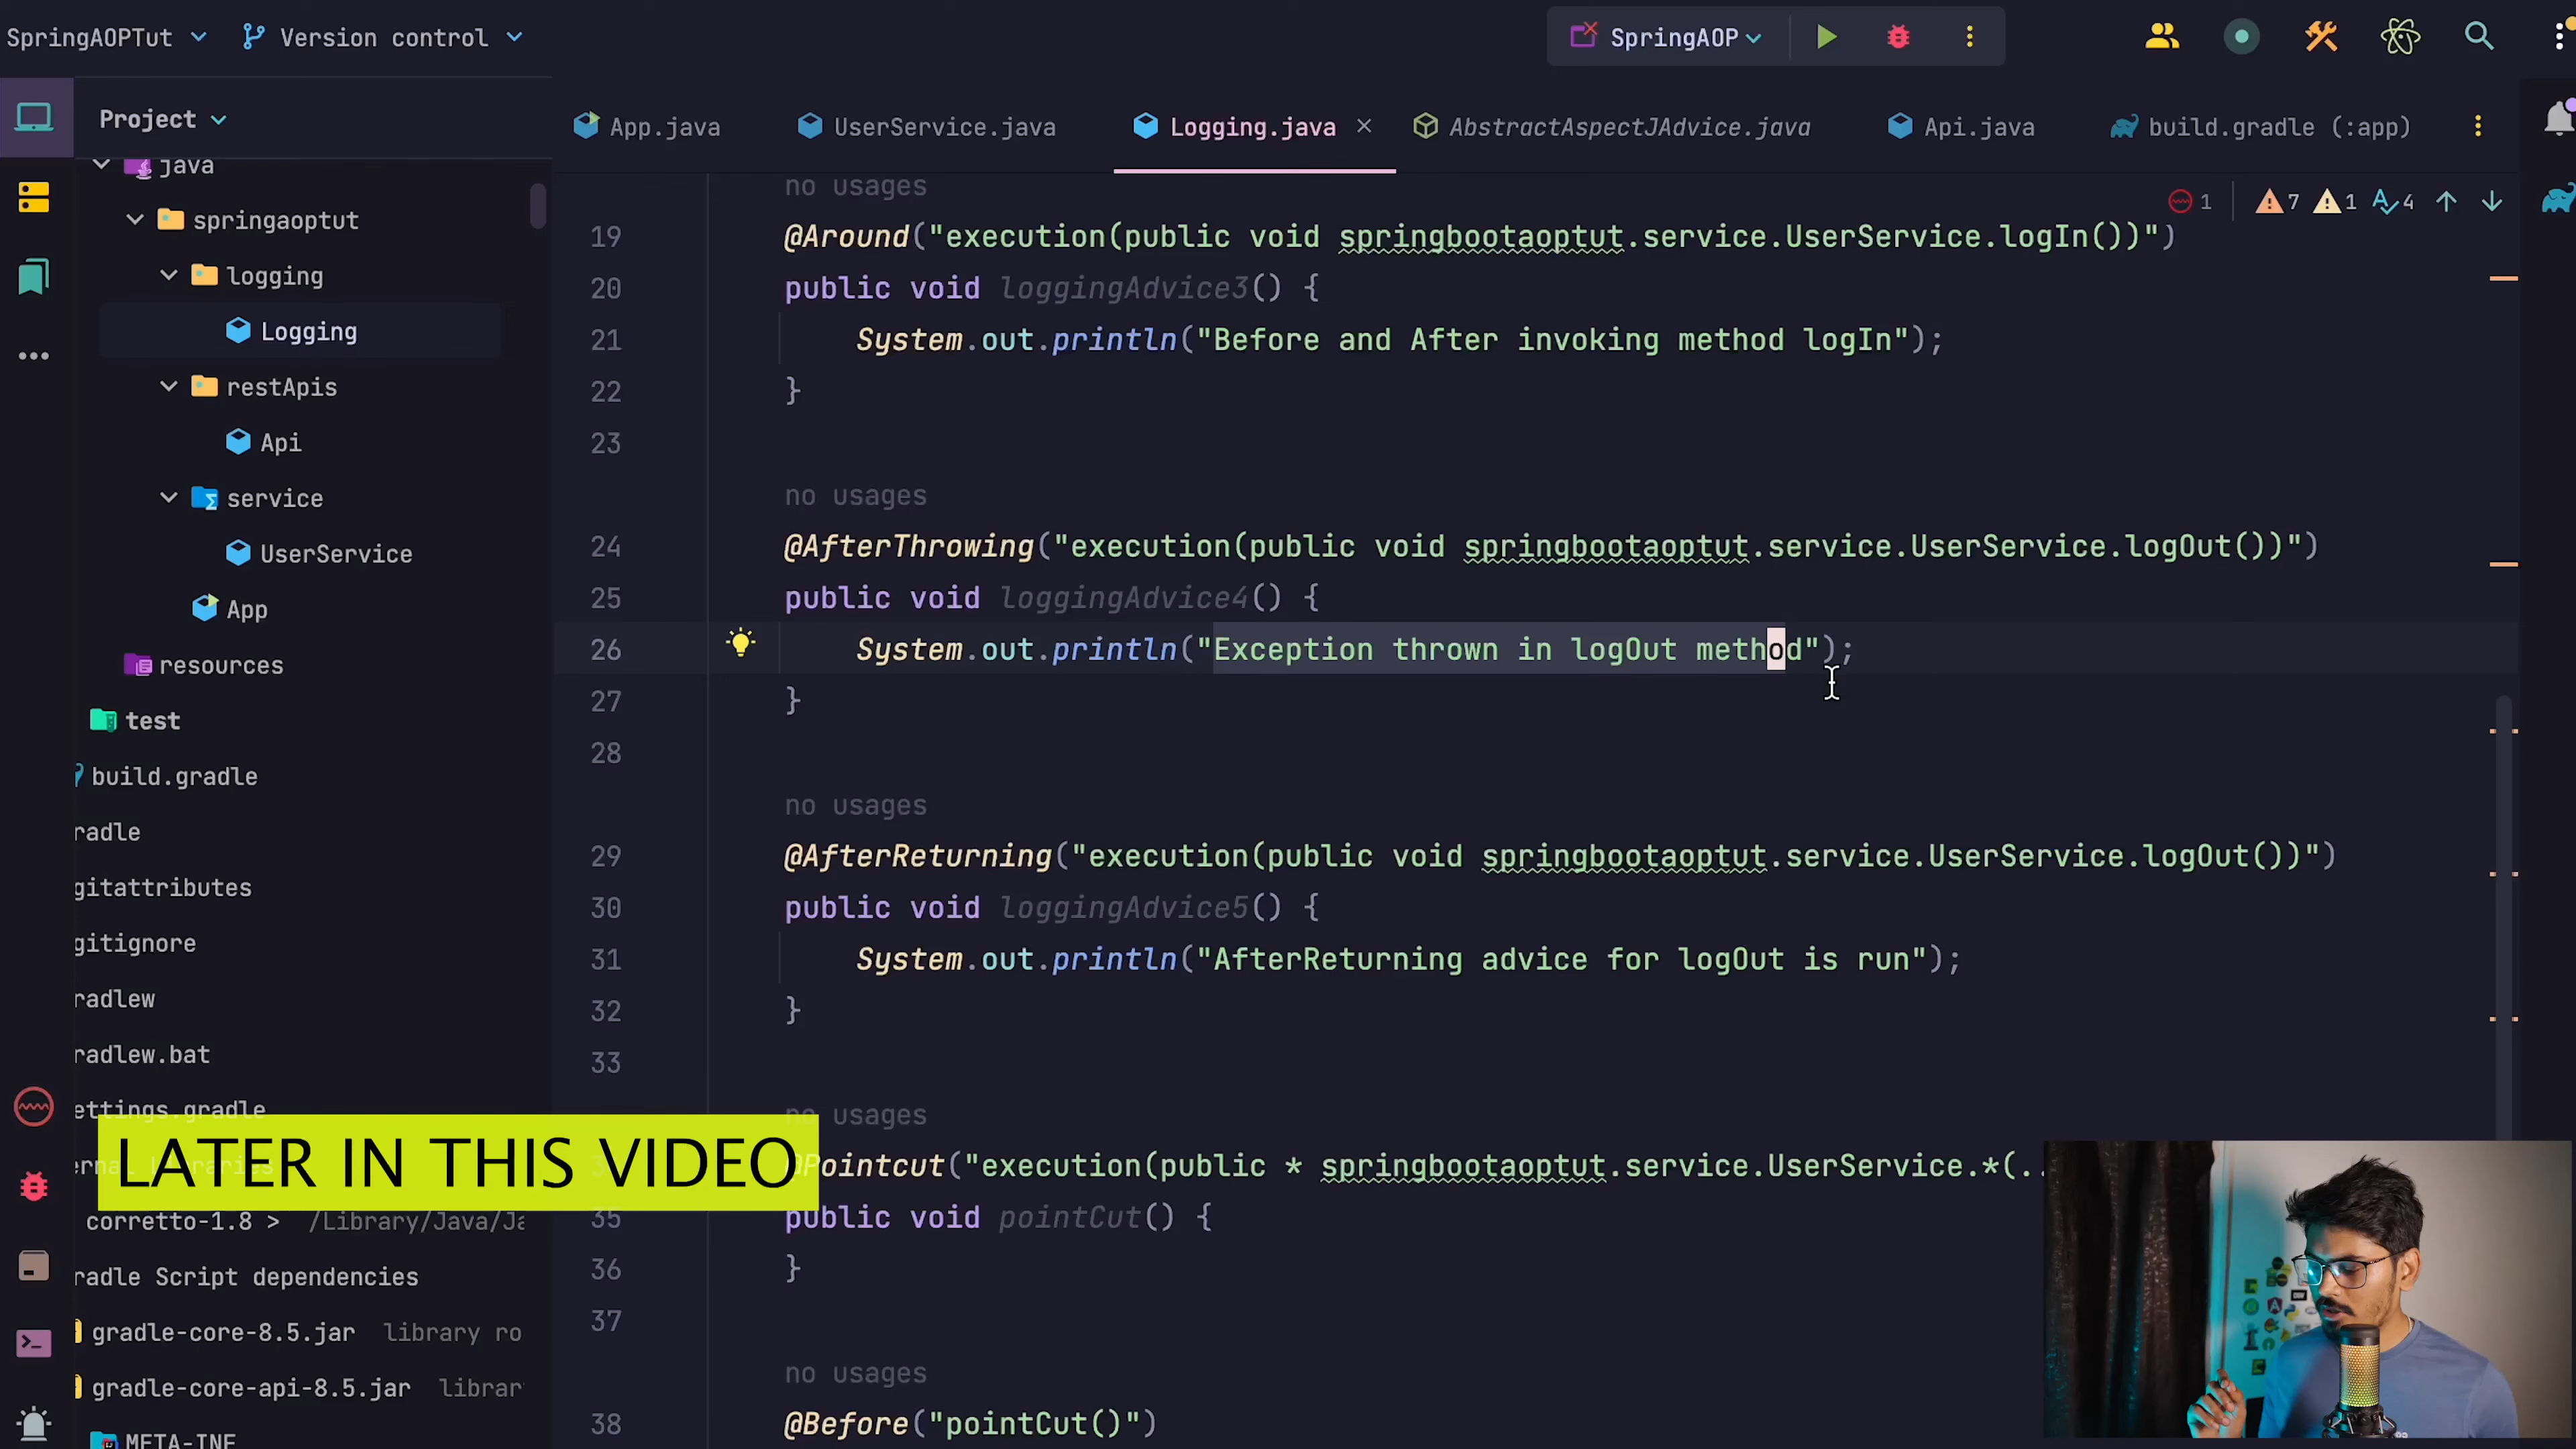 SpringAOPTut
Version control
SpringAOP
Project
App.java
UserService.java
Logging.java
AbstractAspectJAdvice.java
Api.java
build.gradle (:app)
java
springaoptut
logging
Logging
restApis
Api
service
UserService
App
resources
test
build.gradle
radle
gitattributes
gitignore
radlew
radlew.bat
ettings.gradle
corretto-1.8 > /Library/Java/Ja
radle Script dependencies
gradle-core-8.5.jar library ro
gradle-core-api-8.5.jar librar
META-INF
1 7 1 4
no usages
19 @Around("execution(public void springbootaoptut.service.UserService.logIn())")
20 public void loggingAdvice3() {
21 System.out.println("Before and After invoking method logIn");
22 }
23
no usages
24 @AfterThrowing("execution(public void springbootaoptut.service.UserService.logOut())")
25 public void loggingAdvice4() {
26 System.out.println("Exception thrown in logOut method");
27 }
28
no usages
29 @AfterReturning("execution(public void springbootaoptut.service.UserService.logOut())")
30 public void loggingAdvice5() {
31 System.out.println("AfterReturning advice for logOut is run");
32 }
33
no usages
Pointcut("execution(public * springbootaoptut.service.UserService.*(..
35 public void pointCut() {
36 }
37
no usages
38 @Before("pointCut()")
LATER IN THIS VIDEO